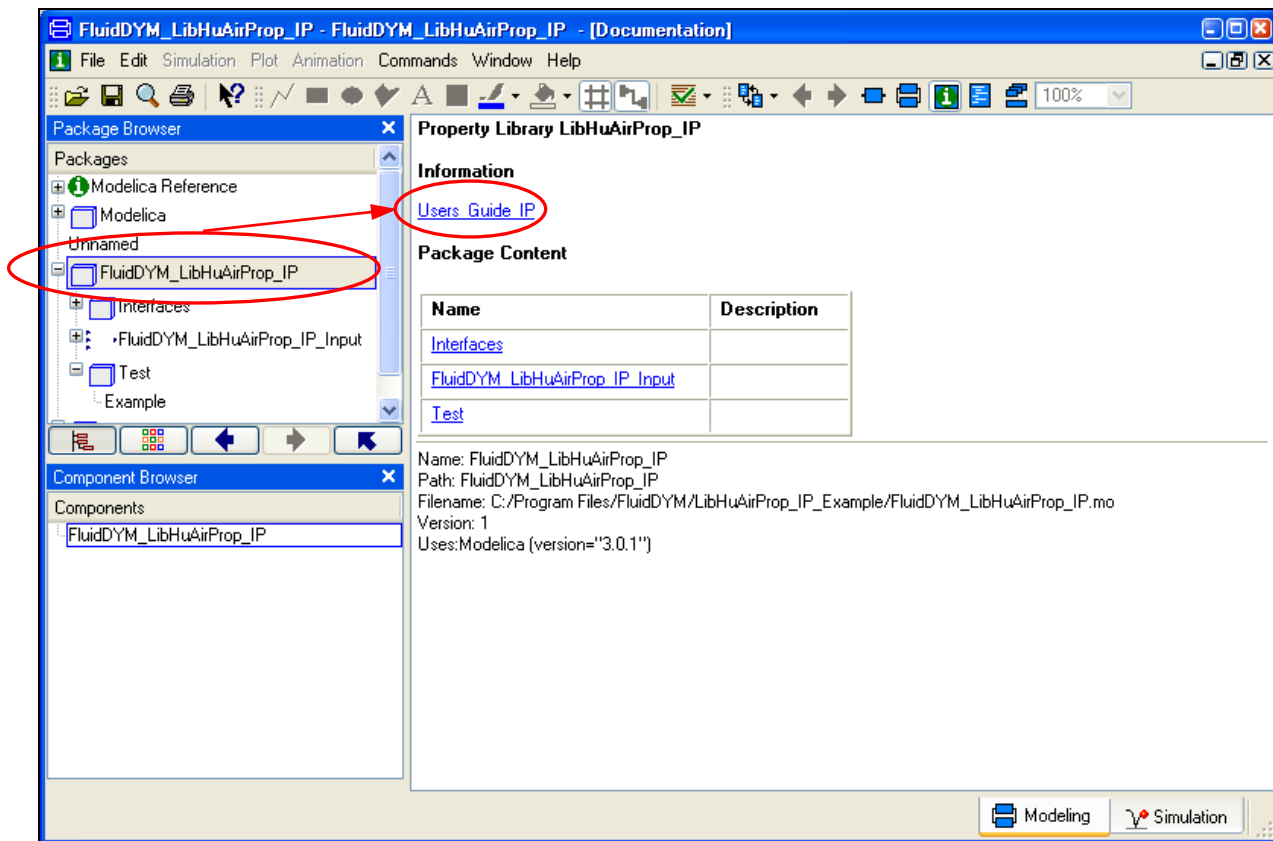 FluidDYM_LibHuAirProp_IP - FluidDYM_LibHuAirProp_IP - [Documentation]
File Edit Simulation Plot Animation Commands Window Help
100%
Package Browser
Packages
Modelica Reference
Modelica
Unnamed
FluidDYM_LibHuAirProp_IP
Interfaces
FluidDYM_LibHuAirProp_IP_Input
Test
Example
Component Browser
Components
FluidDYM_LibHuAirProp_IP
Property Library LibHuAirProp_IP
Information
Users_Guide_IP
Package Content
Name Description
Interfaces
FluidDYM_LibHuAirProp_IP_Input
Test
Name: FluidDYM_LibHuAirProp_IP
Path: FluidDYM_LibHuAirProp_IP
Filename: C:/Program Files/FluidDYM/LibHuAirProp_IP_Example/FluidDYM_LibHuAirProp_IP.mo
Version: 1
Uses:Modelica (version="3.0.1")
Modeling Simulation